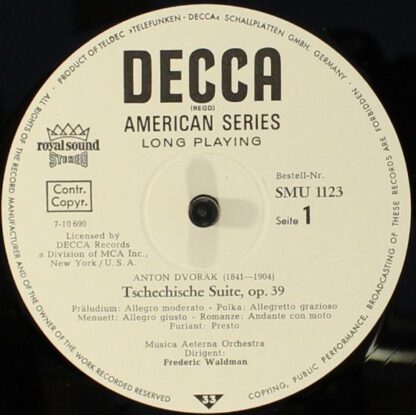 PRODUCT OF TELDEC »TELEFUNKEN - DECCA« SCHALLPLATTEN GMBH, GERMANY
ALL RIGHTS OF THE RECORD MANUFACTURER AND OF THE OWNER OF THE WORK RECORDED RESERVED
COPYING, PUBLIC PERFORMANCE, BROADCASTING OF THESE RECORDS ARE FORBIDDEN
DECCA
(REGD.)
AMERICAN SERIES
LONG PLAYING
royal sound
STEREO
Contr.
Copyr.
7-10 690
Licensed by
DECCA Records
a Division of MCA Inc.,
New York / U. S. A.
Bestell-Nr.
SMU 1123
Seite 1
ANTON DVORAK (1841—1904)
Tschechische Suite, op. 39
Präludium: Allegro moderato - Polka: Allegretto grazioso
Menuett: Allegro giusto - Romanze: Andante con moto
Furiant: Presto
Musica Aeterna Orchestra
Dirigent:
Frederic Waldman
33